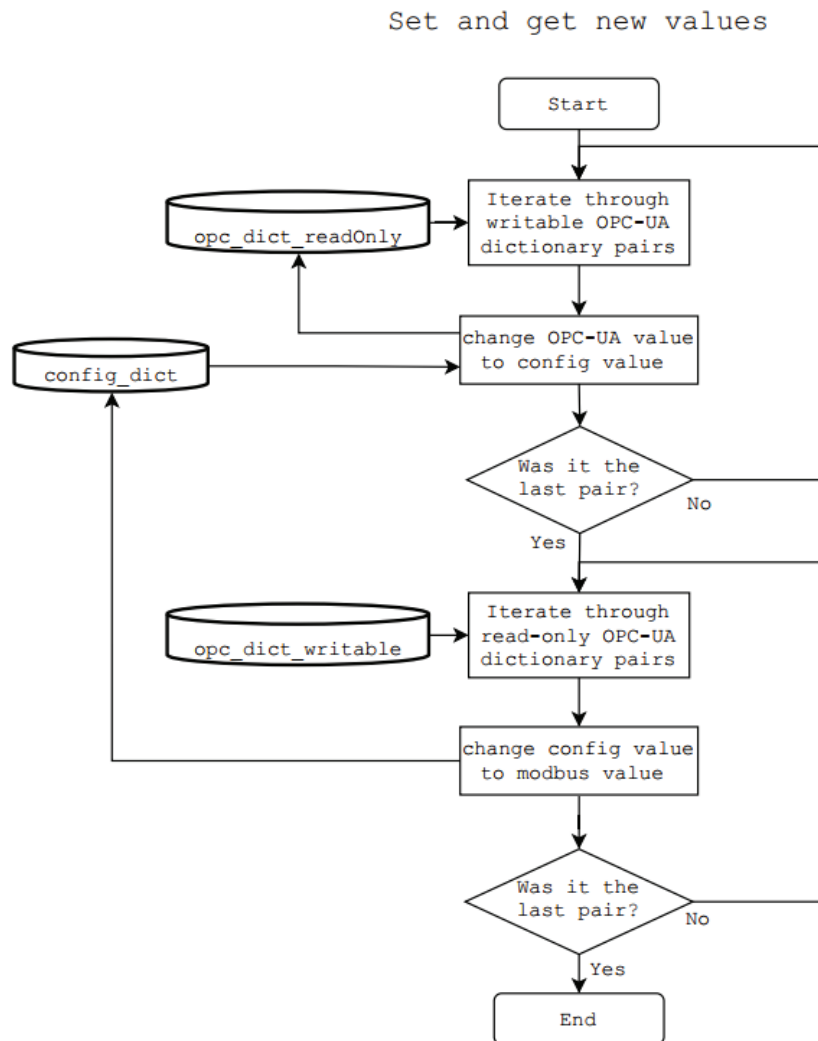 Set and get new values
Start
Iterate through
writable OPC-UA
dictionary pairs
opc_dict_readOnly
change OPC-UA value
to config value
config_dict
Was it the
last pair?
No
Yes
Iterate through
read-only OPC-UA
dictionary pairs
opc_dict_writable
change config value
to modbus value
Was it the
last pair?
No
Yes
End